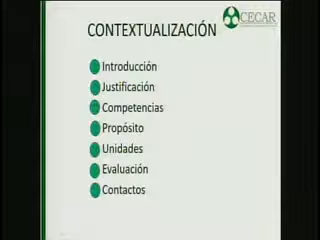 CONTEXTUALIZACIÓN
CECAR
Introducción
Justificación
Competencias
Propósito
Unidades
Evaluación
Contactos